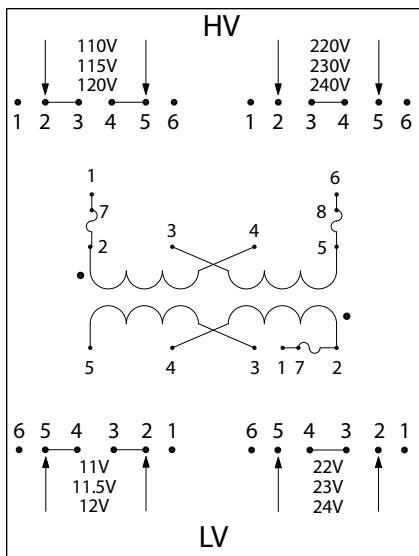 HV
110V 220V
115V 230V
120V 240V
1 2 3 4 5 6 1 2 3 4 5 6
1 6
7 8
2 3 4 5
5 4 3 1 7 2
6 5 4 3 2 1 6 5 4 3 2 1
11V 22V
11.5V 23V
12V 24V
LV